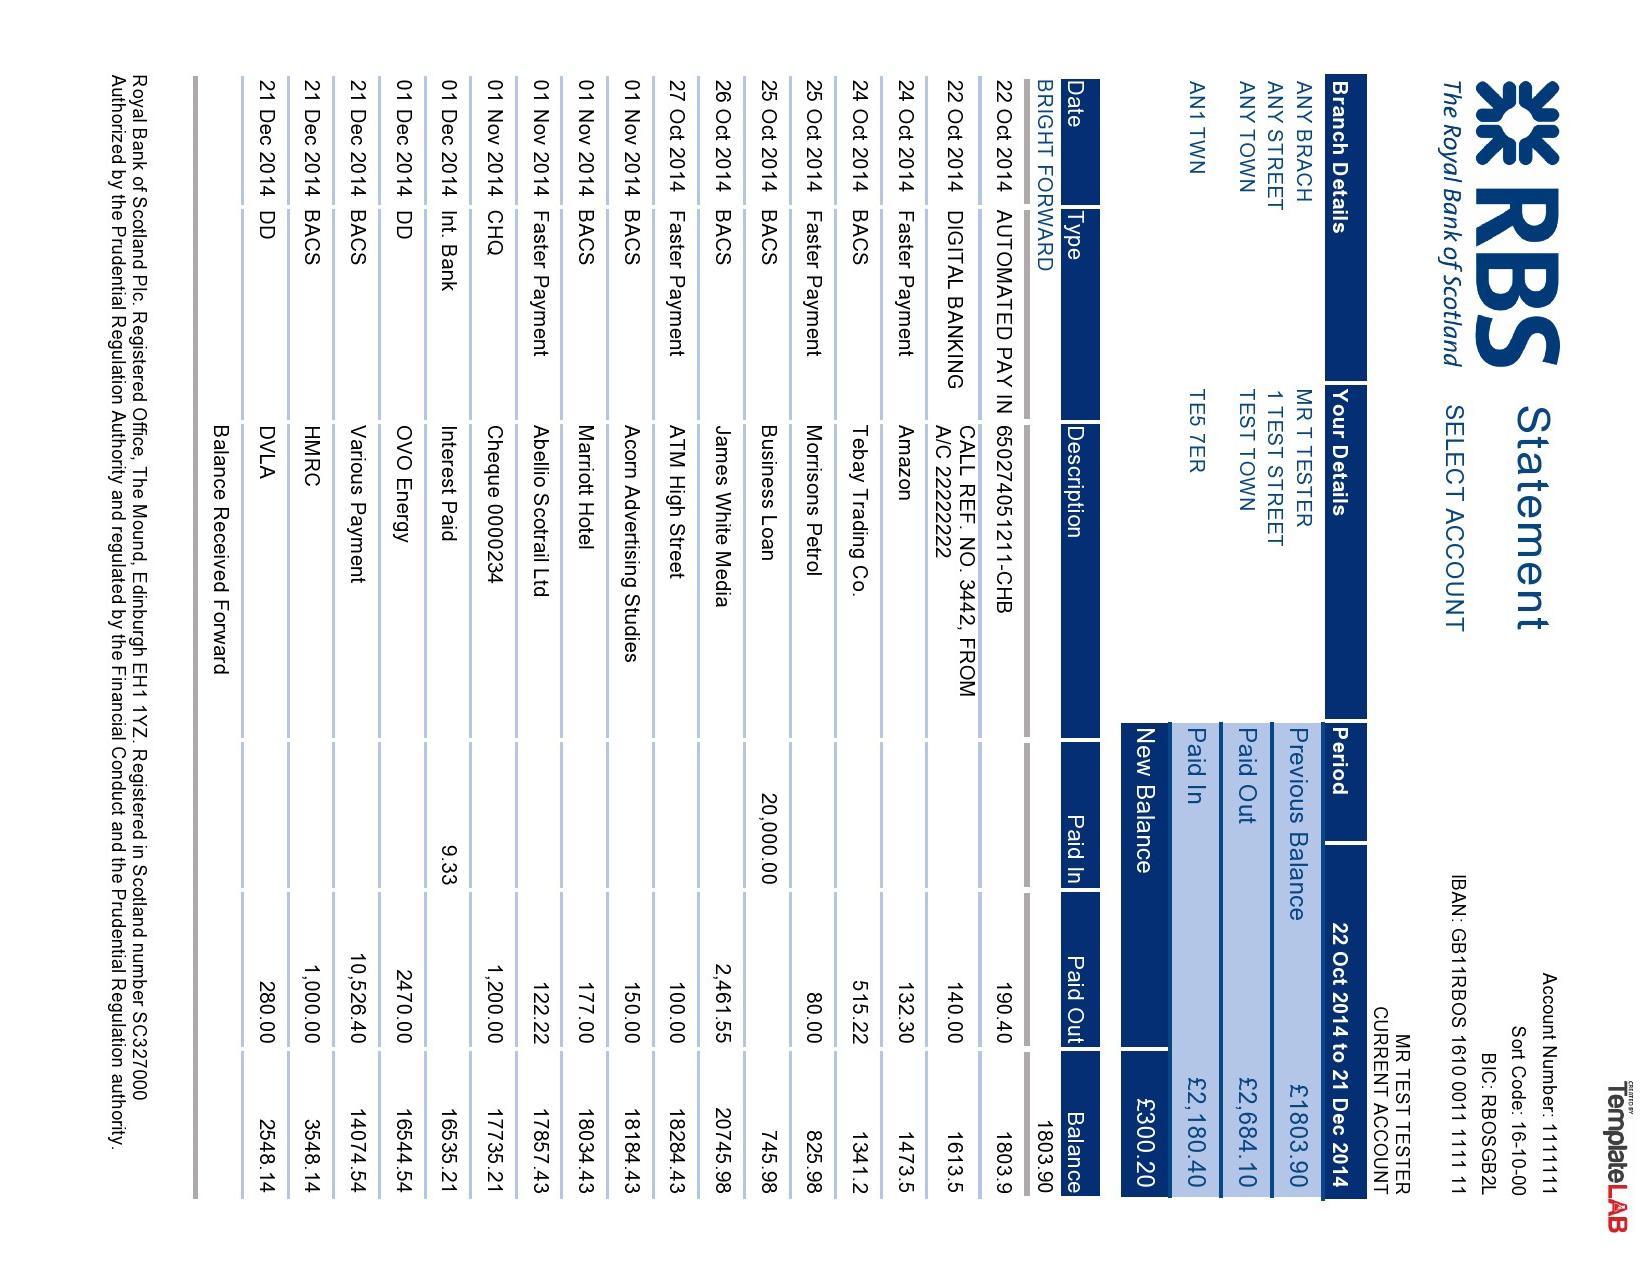 CREATED BY
TemplateLAB
RBS
The Royal Bank of Scotland
Statement
SELECT ACCOUNT
Account Number: 1111111
Sort Code: 16-10-00
BIC: RBOSGB2L
IBAN: GB11RBOS 1610 0011 1111 11
MR TEST TESTER
CURRENT ACCOUNT
Branch Details Your Details Period 22 Oct 2014 to 21 Dec 2014
ANY BRACH MR T TESTER Previous Balance £1803.90
ANY STREET 1 TEST STREET
ANY TOWN TEST TOWN Paid Out £2,684.10
AN1 TWN TE5 7ER Paid In £2,180.40
New Balance £300.20
Date Type Description Paid In Paid Out Balance
BRIGHT FORWARD 1803.90
22 Oct 2014 AUTOMATED PAY IN 650274051211-CHB 190.40 1803.9
22 Oct 2014 DIGITAL BANKING CALL REF. NO. 3442, FROM 140.00 1613.5
A/C 22222222
24 Oct 2014 Faster Payment Amazon 132.30 1473.5
24 Oct 2014 BACS Tebay Trading Co. 515.22 1341.2
25 Oct 2014 Faster Payment Morrisons Petrol 80.00 825.98
25 Oct 2014 BACS Business Loan 20,000.00 745.98
26 Oct 2014 BACS James White Media 2,461.55 20745.98
27 Oct 2014 Faster Payment ATM High Street 100.00 18284.43
01 Nov 2014 BACS Acorn Advertising Studies 150.00 18184.43
01 Nov 2014 BACS Marriott Hotel 177.00 18034.43
01 Nov 2014 Faster Payment Abellio Scotrail Ltd 122.22 17857.43
01 Nov 2014 CHQ Cheque 0000234 1,200.00 17735.21
01 Dec 2014 Int. Bank Interest Paid 9.33 16535.21
01 Dec 2014 DD OVO Energy 2470.00 16544.54
21 Dec 2014 BACS Various Payment 10,526.40 14074.54
21 Dec 2014 BACS HMRC 1,000.00 3548.14
21 Dec 2014 DD DVLA 280.00 2548.14
Balance Received Forward
Royal Bank of Scotland Plc. Registered Office, The Mound, Edinburgh EH1 1YZ. Registered in Scotland number SC327000
Authorized by the Prudential Regulation Authority and regulated by the Financial Conduct and the Prudential Regulation authority.